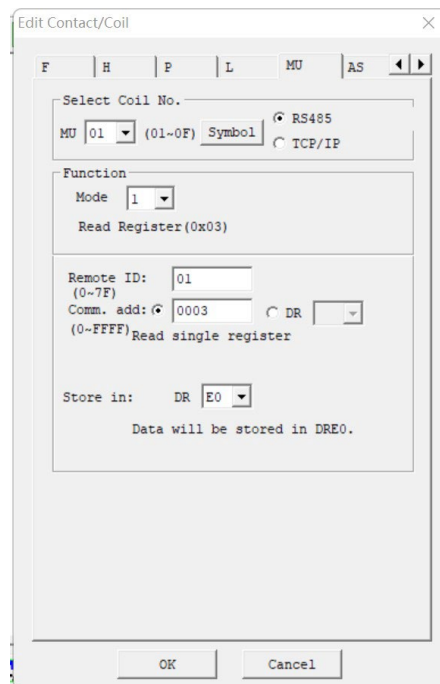 Edit Contact/Coil
F H P L MU AS
Select Coil No.
MU 01 (01~0F) Symbol RS485
TCP/IP
Function
Mode 1
Read Register(0x03)
Remote ID: 01
(0~7F)
Comm. add: 0003 DR
(0~FFFF) Read single register
Store in: DR E0
Data will be stored in DRE0.
OK Cancel